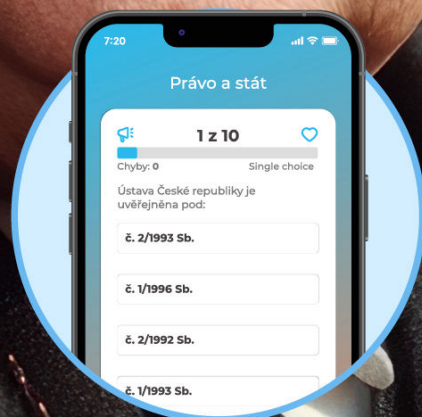 7:20
Právo a stát
1 z 10
Chyby: 0 Single choice
Ústava České republiky je
uvěřejněna pod:
č. 2/1993 Sb.
č. 1/1996 Sb.
č. 2/1992 Sb.
č. 1/1993 Sb.